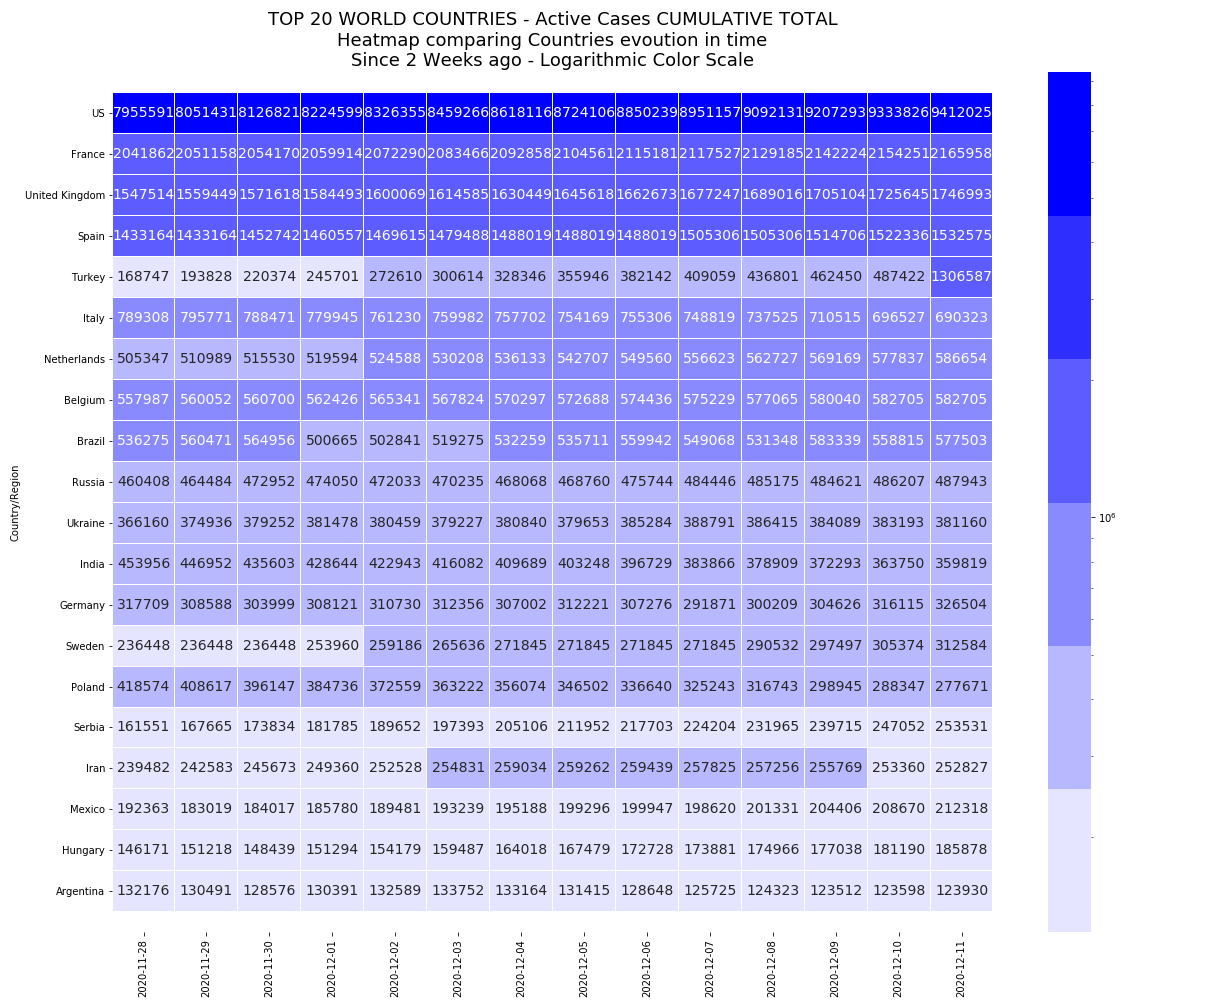 TOP 20 WORLD COUNTRIES - Active Cases CUMULATIVE TOTAL
Heatmap comparing Countries evoution in time
Since 2 Weeks ago - Logarithmic Color Scale
US 7955591 8051431 8126821 8224599 8326355 8459266 8618116 8724106 8850239 8951157 9092131 9207293 9333826 9412025
France 2041862 2051158 2054170 2059914 2072290 2083466 2092858 2104561 2115181 2117527 2129185 2142224 2154251 2165958
United Kingdom 1547514 1559449 1571618 1584493 1600069 1614585 1630449 1645618 1662673 1677247 1689016 1705104 1725645 1746993
Spain 1433164 1433164 1452742 1460557 1469615 1479488 1488019 1488019 1488019 1505306 1505306 1514706 1522336 1532575
Turkey 168747 193828 220374 245701 272610 300614 328346 355946 382142 409059 436801 462450 487422 1306587
Italy 789308 795771 788471 779945 761230 759982 757702 754169 755306 748819 737525 710515 696527 690323
Netherlands 505347 510989 515530 519594 524588 530208 536133 542707 549560 556623 562727 569169 577837 586654
Belgium 557987 560052 560700 562426 565341 567824 570297 572688 574436 575229 577065 580040 582705 582705
Brazil 536275 560471 564956 500665 502841 519275 532259 535711 559942 549068 531348 583339 558815 577503
Russia 460408 464484 472952 474050 472033 470235 468068 468760 475744 484446 485175 484621 486207 487943
Ukraine 366160 374936 379252 381478 380459 379227 380840 379653 385284 388791 386415 384089 383193 381160
India 453956 446952 435603 428644 422943 416082 409689 403248 396729 383866 378909 372293 363750 359819
Germany 317709 308588 303999 308121 310730 312356 307002 312221 307276 291871 300209 304626 316115 326504
Sweden 236448 236448 236448 253960 259186 265636 271845 271845 271845 271845 290532 297497 305374 312584
Poland 418574 408617 396147 384736 372559 363222 356074 346502 336640 325243 316743 298945 288347 277671
Serbia 161551 167665 173834 181785 189652 197393 205106 211952 217703 224204 231965 239715 247052 253531
Iran 239482 242583 245673 249360 252528 254831 259034 259262 259439 257825 257256 255769 253360 252827
Mexico 192363 183019 184017 185780 189481 193239 195188 199296 199947 198620 201331 204406 208670 212318
Hungary 146171 151218 148439 151294 154179 159487 164018 167479 172728 173881 174966 177038 181190 185878
Argentina 132176 130491 128576 130391 132589 133752 133164 131415 128648 125725 124323 123512 123598 123930
Country/Region
2020-11-28 2020-11-29 2020-11-30 2020-12-01 2020-12-02 2020-12-03 2020-12-04 2020-12-05 2020-12-06 2020-12-07 2020-12-08 2020-12-09 2020-12-10 2020-12-11
10⁶